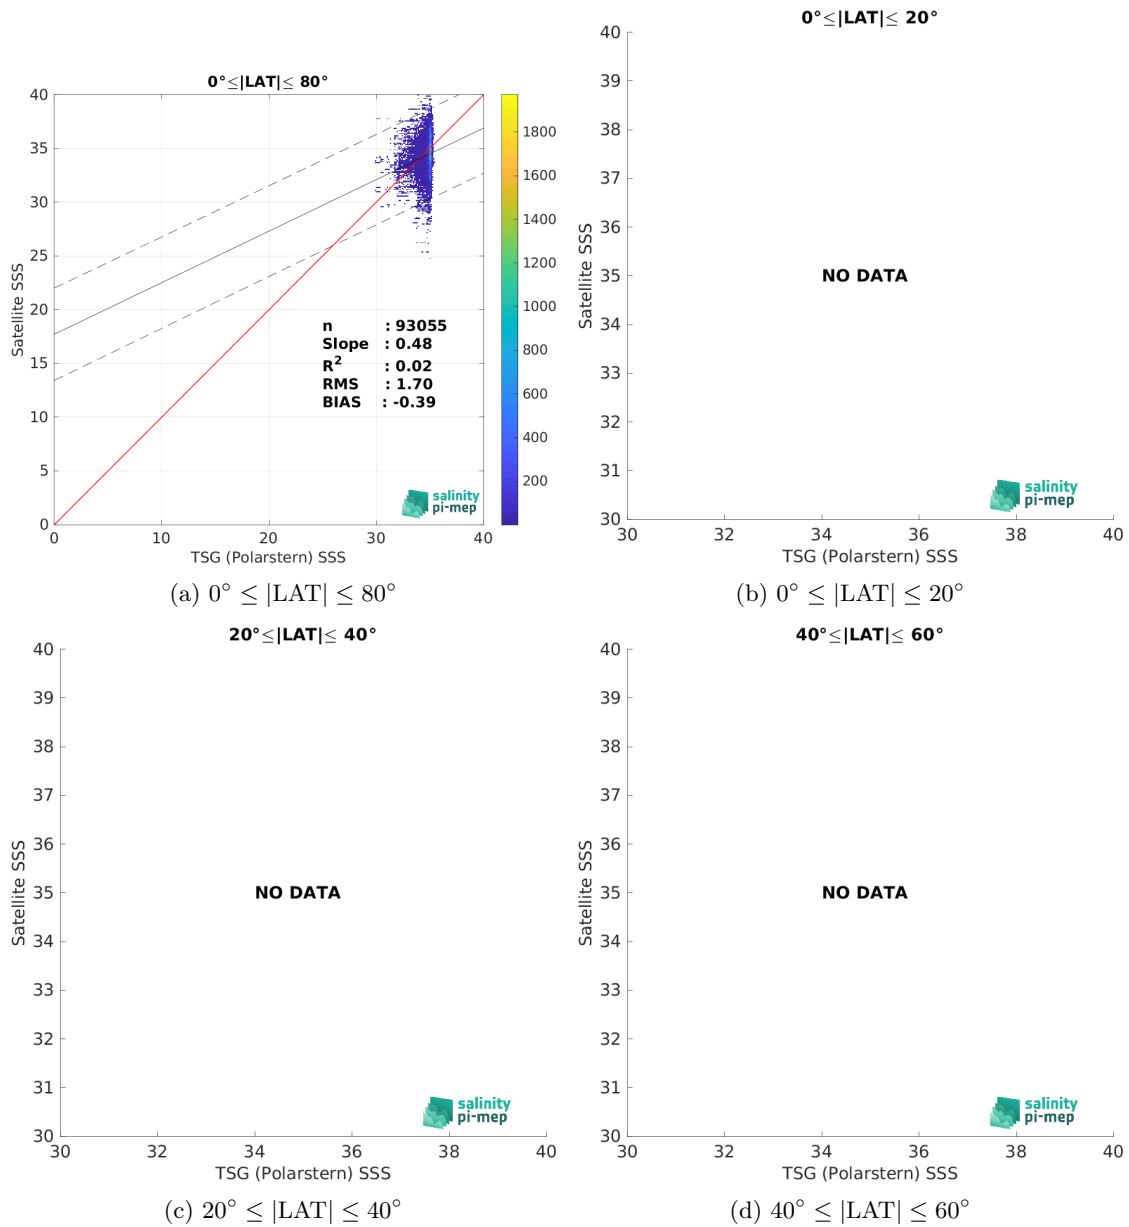 0°≤|LAT|≤ 80°
40
35
30
25
20
15
10
5
0
0
10
20
30
40
Satellite SSS
TSG (Polarstern) SSS
n : 93055
Slope : 0.48
R2 : 0.02
RMS : 1.70
BIAS : -0.39
salinity
pi-mep
1800
1600
1400
1200
1000
800
600
400
200
(a) 0° ≤ |LAT| ≤ 80°
0°≤|LAT|≤ 20°
40
39
38
37
36
35
34
33
32
31
30
30
32
34
36
38
40
Satellite SSS
NO DATA
salinity
pi-mep
TSG (Polarstern) SSS
(b) 0° ≤ |LAT| ≤ 20°
20°≤|LAT|≤ 40°
40
39
38
37
36
35
34
33
32
31
30
30
32
34
36
38
40
Satellite SSS
NO DATA
salinity
pi-mep
TSG (Polarstern) SSS
(c) 20° ≤ |LAT| ≤ 40°
40°≤|LAT|≤ 60°
40
39
38
37
36
35
34
33
32
31
30
30
32
34
36
38
40
Satellite SSS
NO DATA
salinity
pi-mep
TSG (Polarstern) SSS
(d) 40° ≤ |LAT| ≤ 60°